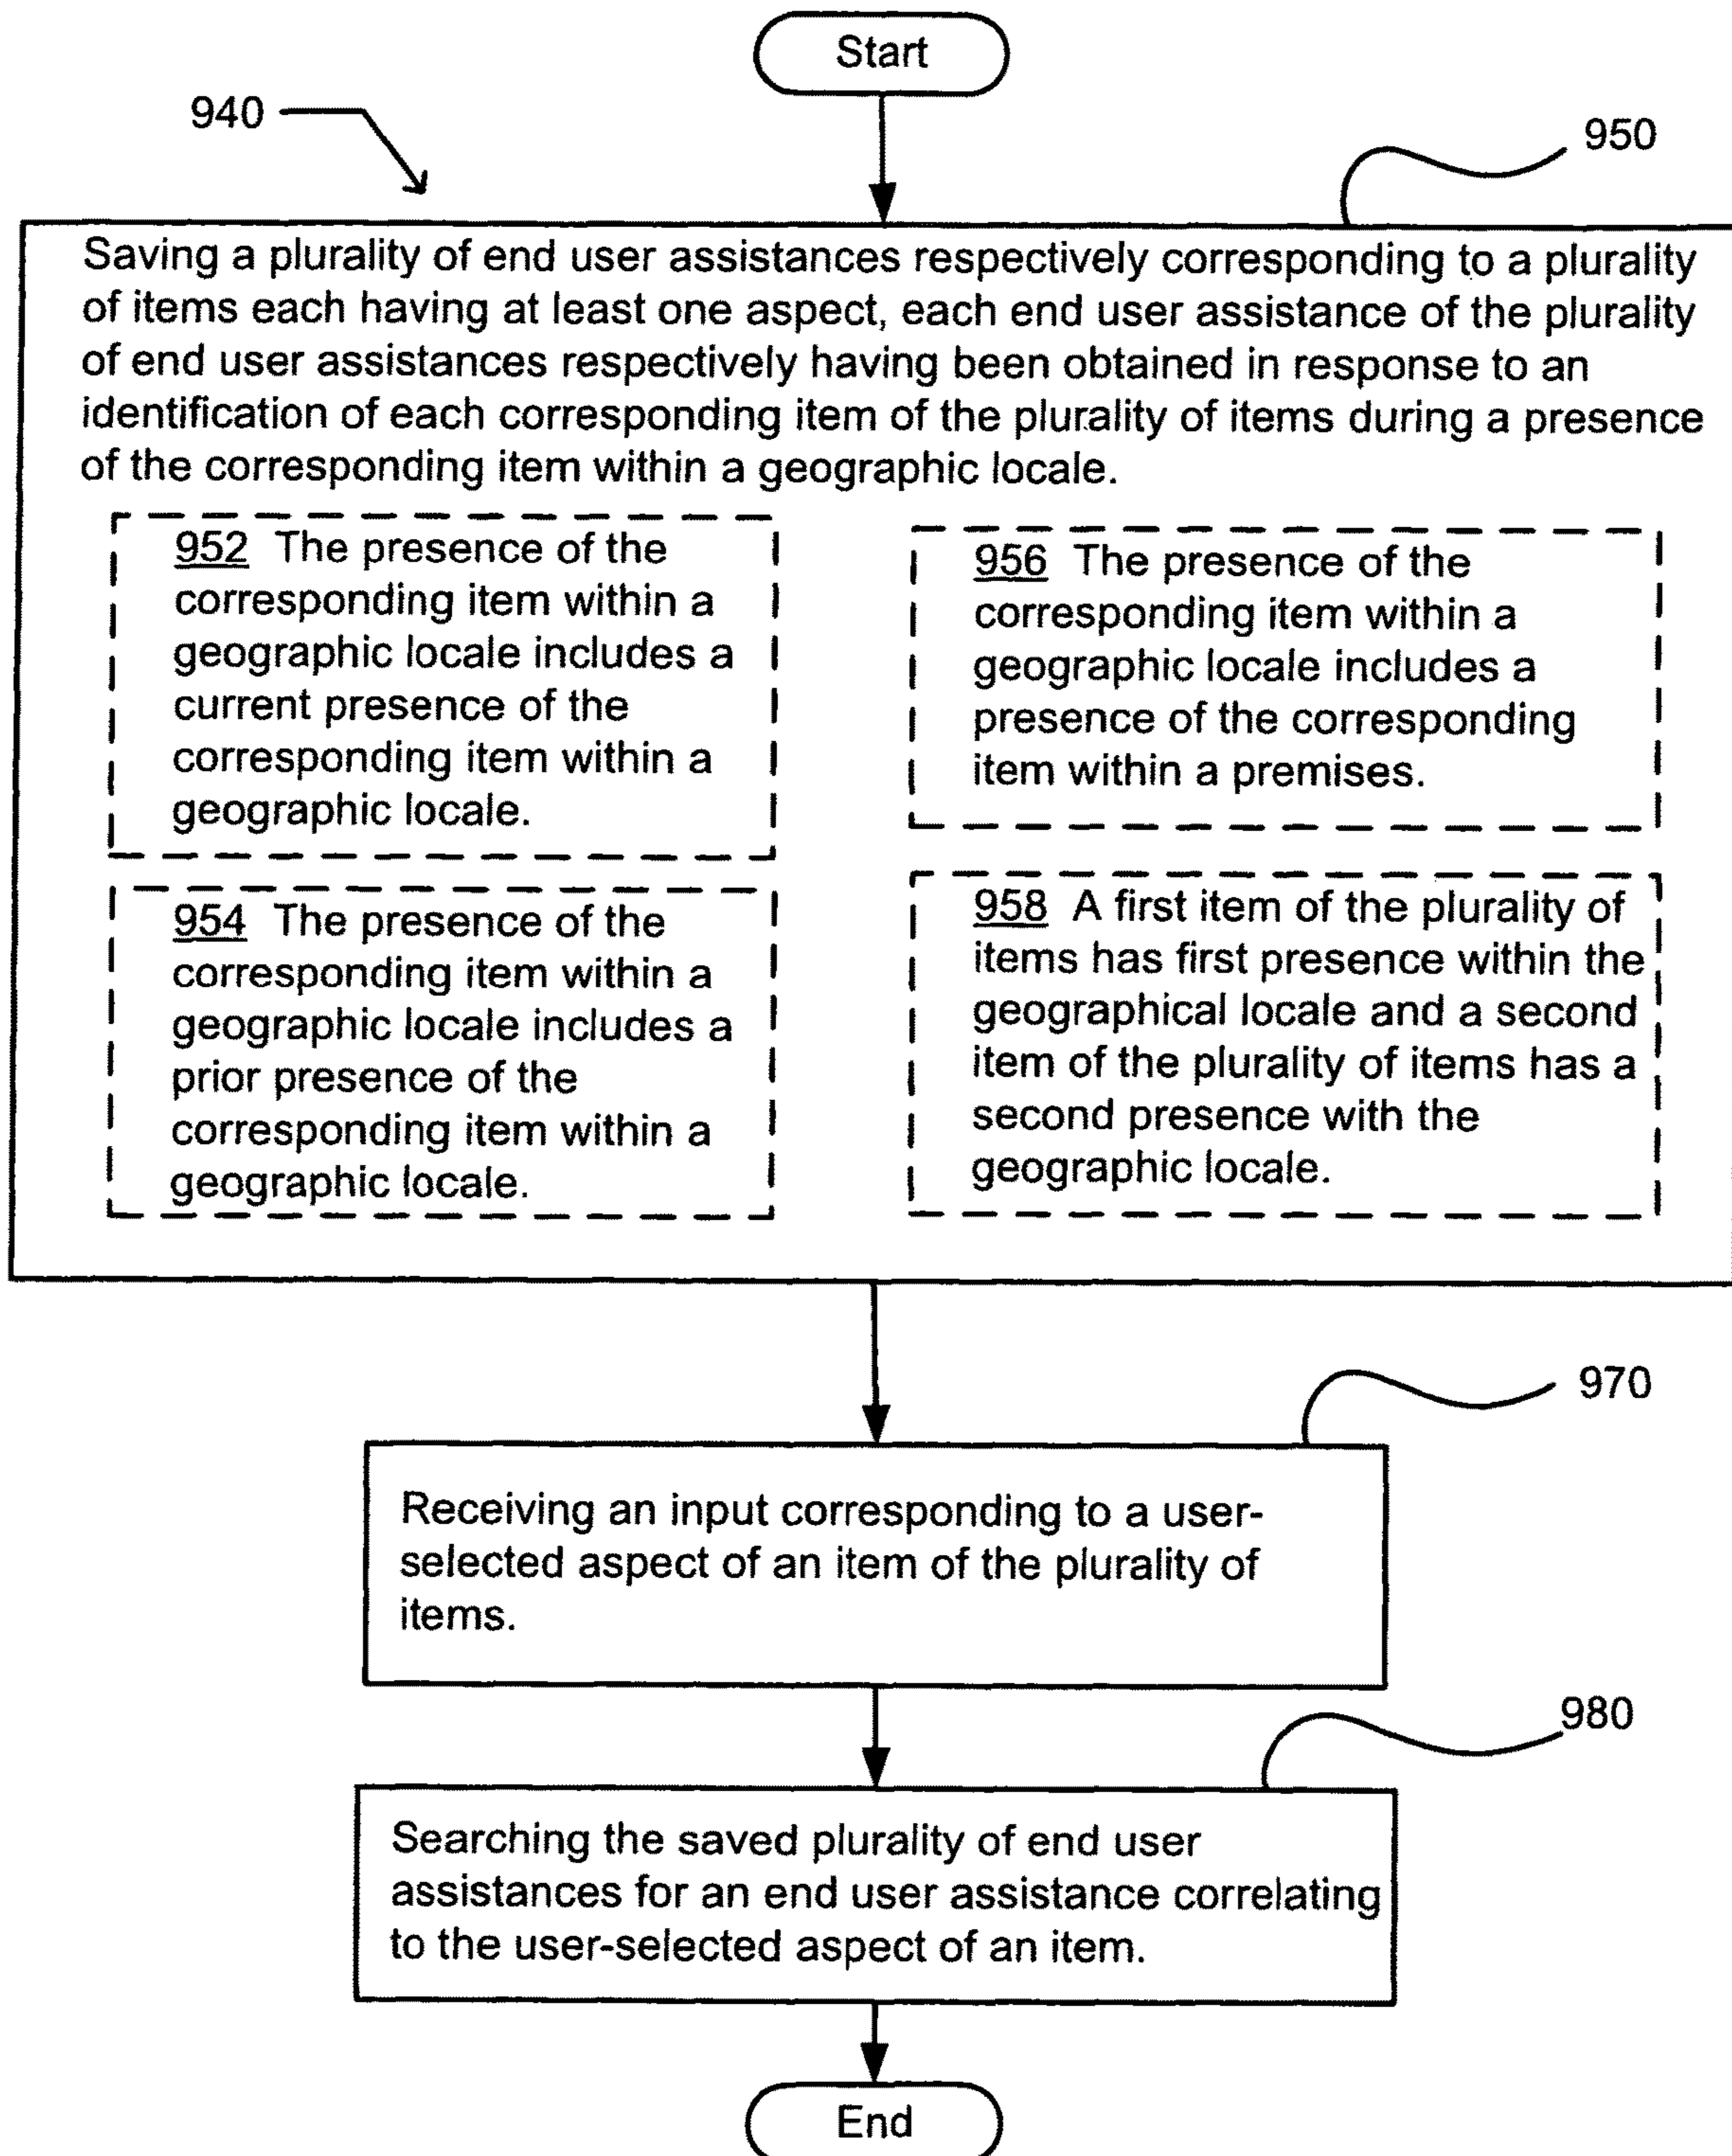 Start
940
950
Saving a plurality of end user assistances respectively corresponding to a plurality
of items each having at least one aspect, each end user assistance of the plurality
of end user assistances respectively having been obtained in response to an
identification of each corresponding item of the plurality of items during a presence
of the corresponding item within a geographic locale.
952 The presence of the
corresponding item within a
geographic locale includes a
current presence of the
corresponding item within a
geographic locale.
954 The presence of the
corresponding item within a
geographic locale includes a
prior presence of the
corresponding item within a
geographic locale.
956 The presence of the
corresponding item within a
geographic locale includes a
presence of the corresponding
item within a premises.
958 A first item of the plurality of
items has first presence within the
geographical locale and a second
item of the plurality of items has a
second presence with the
geographic locale.
970
Receiving an input corresponding to a user-
selected aspect of an item of the plurality of
items.
980
Searching the saved plurality of end user
assistances for an end user assistance correlating
to the user-selected aspect of an item.
End